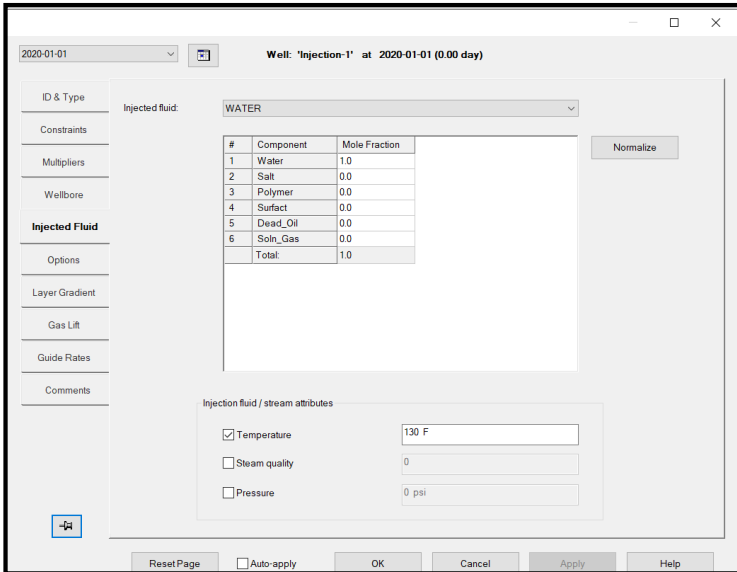 2020-01-01
Well: 'Injection-1' at 2020-01-01 (0.00 day)
ID & Type
Constraints
Multipliers
Wellbore
Injected Fluid
Options
Layer Gradient
Gas Lift
Guide Rates
Comments
Injected fluid:
WATER
# Component Mole Fraction
1 Water 1.0
2 Salt 0.0
3 Polymer 0.0
4 Surfact 0.0
5 Dead_Oil 0.0
6 Soln_Gas 0.0
Total: 1.0
Normalize
Injection fluid / stream attributes
Temperature 130 F
Steam quality 0
Pressure 0 psi
Reset Page Auto-apply OK Cancel Apply Help